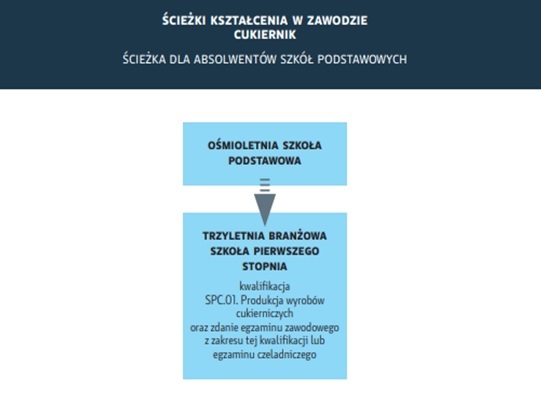 ŚCIEŻKI KSZTAŁCENIA W ZAWODZIE
CUKIERNIK
ŚCIEŻKA DLA ABSOLWENTÓW SZKÓŁ PODSTAWOWYCH
OŚMIOLETNIA SZKOŁA
PODSTAWOWA
TRZYLETNIA BRANŻOWA
SZKOŁA PIERWSZEGO
STOPNIA
kwalifikacja
SPC.01. Produkcja wyrobów
cukierniczych
oraz zdanie egzaminu zawodowego
z zakresu tej kwalifikacji lub
egzaminu czeladniczego